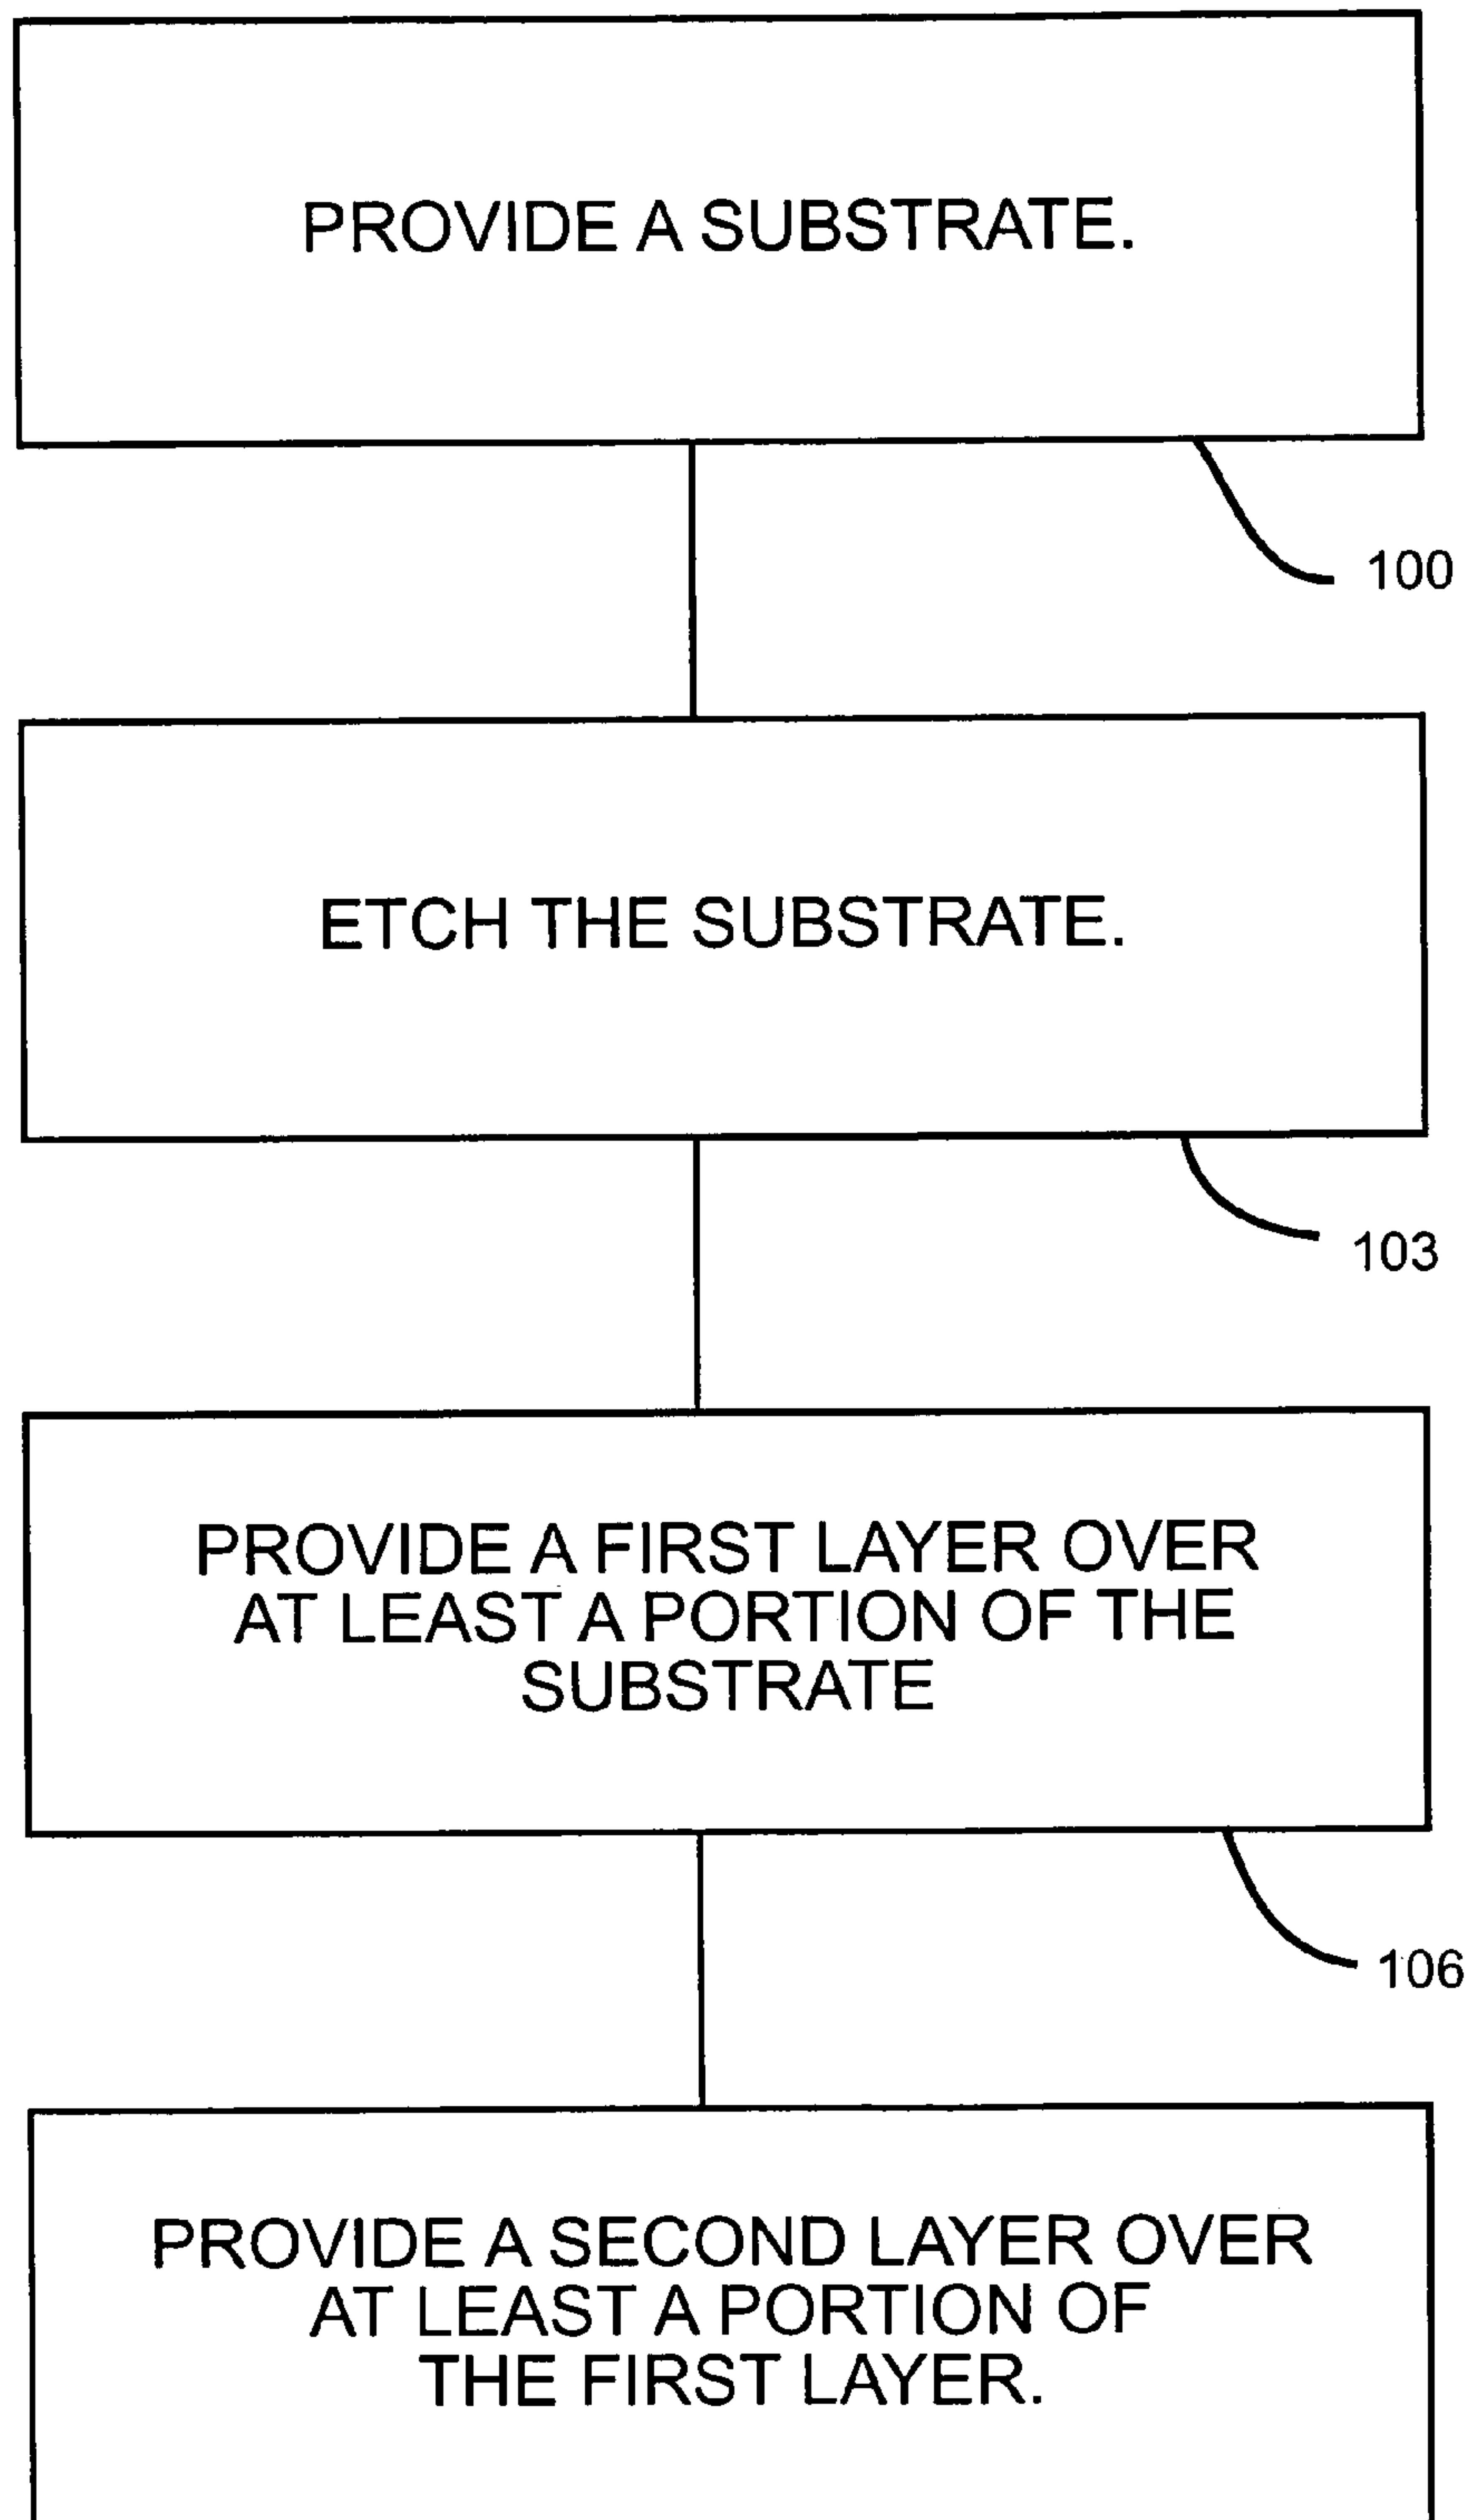 PROVIDE A SUBSTRATE.
100
ETCH THE SUBSTRATE.
103
PROVIDE A FIRST LAYER OVER
AT LEAST A PORTION OF THE
SUBSTRATE
106
PROVIDE A SECOND LAYER OVER
AT LEAST A PORTION OF
THE FIRST LAYER.